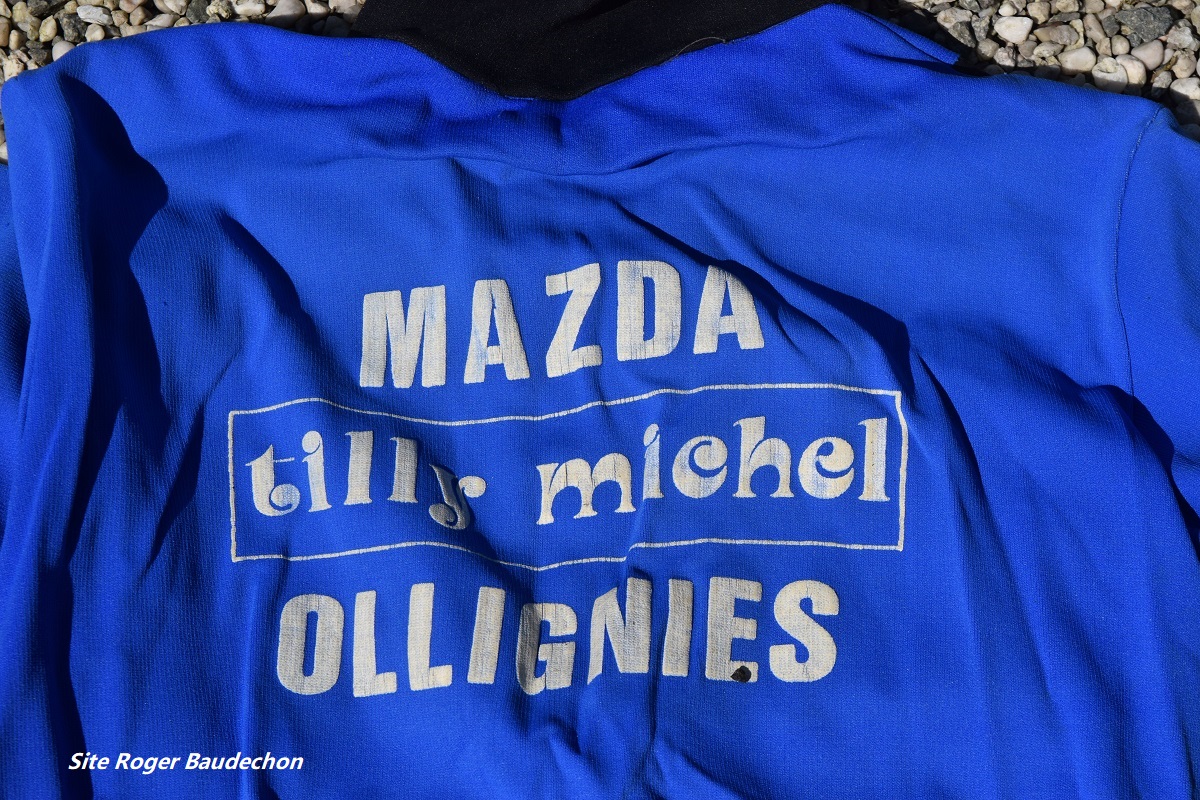 MAZDA
tilly michel
OLLIGNIES
Site Roger Baudechon